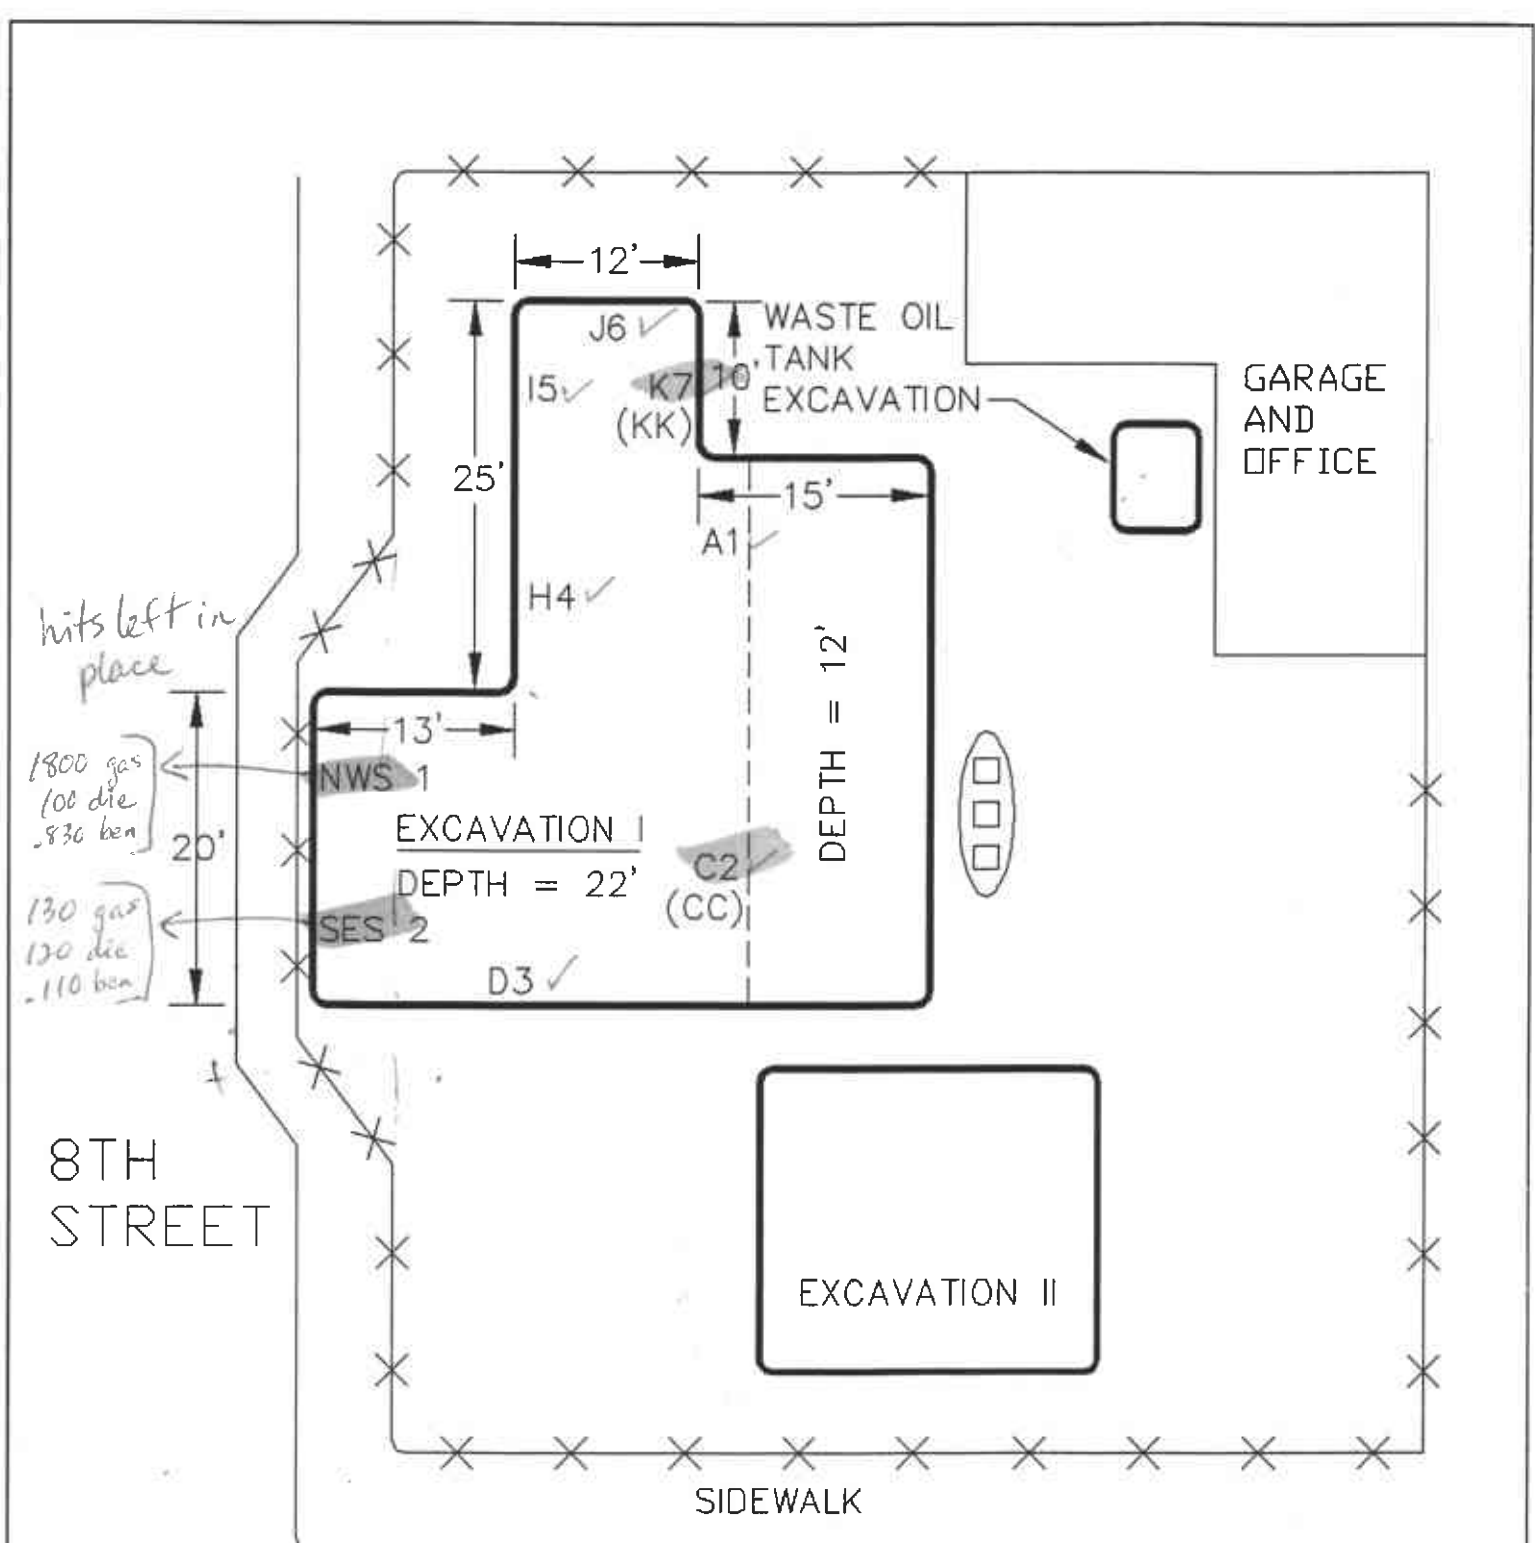 12'
J6 ✓
WASTE OIL
TANK
EXCAVATION
I5 ✓
K7
10'
(KK)
GARAGE
AND
OFFICE
25'
15'
A1 ✓
H4 ✓
hits left in
place
DEPTH = 12'
13'
1800 gas
100 die
.830 ben
NWS 1
20'
EXCAVATION I
DEPTH = 22'
C2 ✓
(CC)
130 gas
120 die
.110 ben
SES 2
D3 ✓
8TH
STREET
EXCAVATION II
SIDEWALK